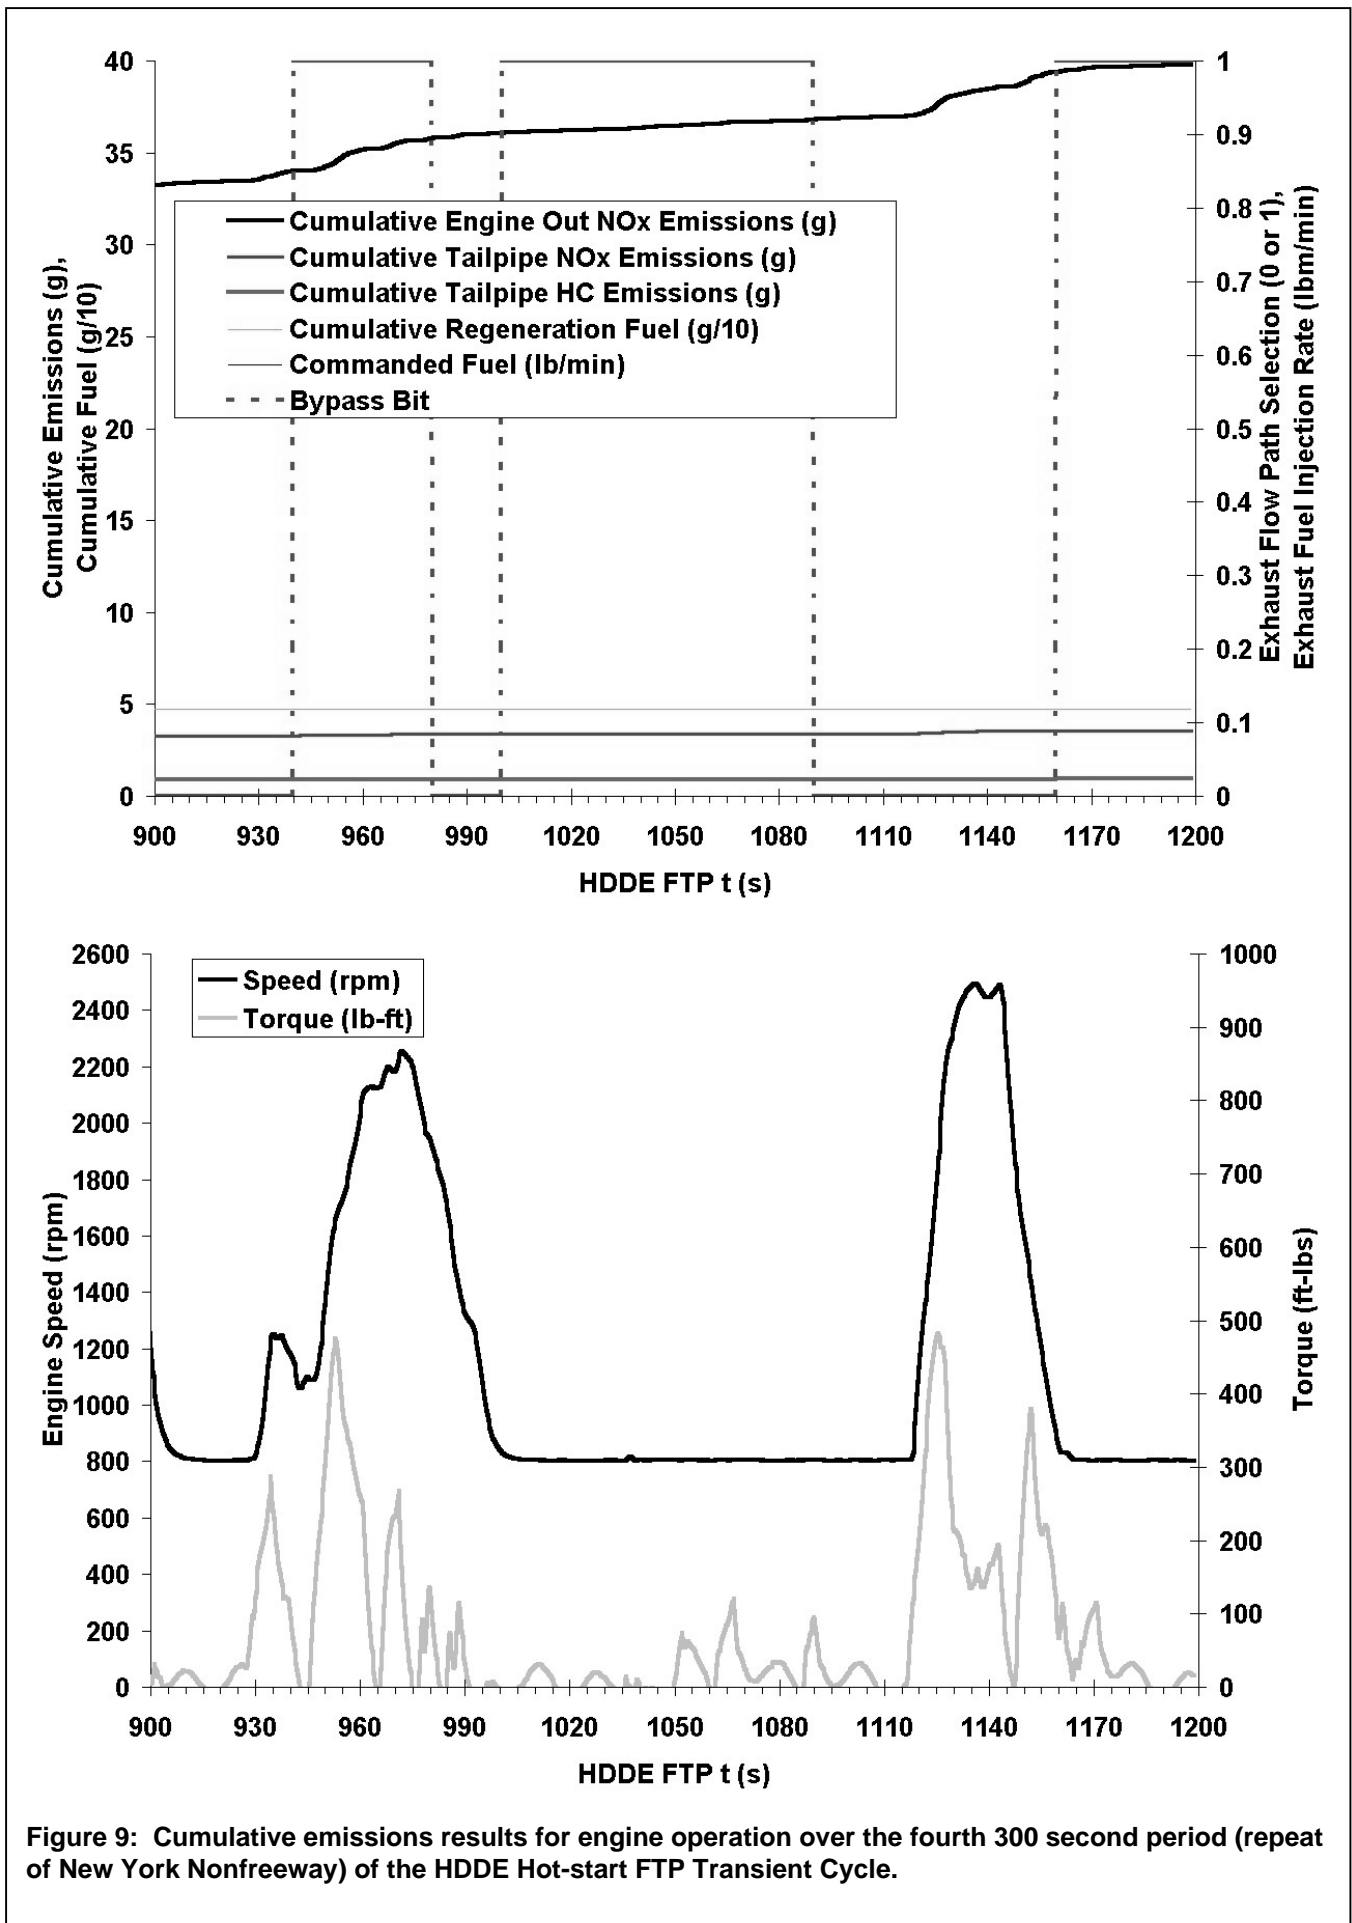 40
35
30
25
20
15
10
5
0
1
0.9
0.8
0.7
0.6
0.5
0.4
0.3
0.2
0.1
0
Cumulative Emissions (g),
Cumulative Fuel (g/10)
Cumulative Engine Out NOx Emissions (g)
Cumulative Tailpipe NOx Emissions (g)
Cumulative Tailpipe HC Emissions (g)
Cumulative Regeneration Fuel (g/10)
Commanded Fuel (lb/min)
Bypass Bit
Exhaust Flow Path Selection (0 or 1),
Exhaust Fuel Injection Rate (lbm/min)
900 930 960 990 1020 1050 1080 1110 1140 1170 1200
HDDE FTP t (s)
2600
2400
2200
2000
1800
1600
1400
1200
1000
800
600
400
200
0
1000
900
800
700
600
500
400
300
200
100
0
Engine Speed (rpm)
Speed (rpm)
Torque (lb-ft)
Torque (ft-lbs)
900 930 960 990 1020 1050 1080 1110 1140 1170 1200
HDDE FTP t (s)
Figure 9: Cumulative emissions results for engine operation over the fourth 300 second period (repeat
of New York Nonfreeway) of the HDDE Hot-start FTP Transient Cycle.